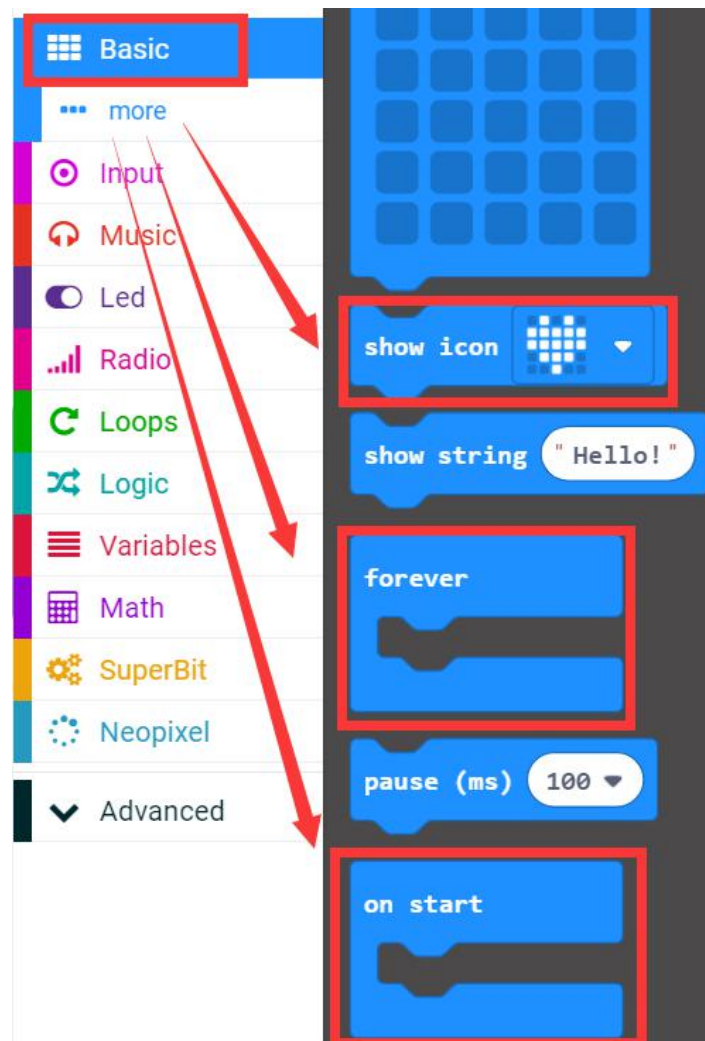 Basic
more
Input
Music
Led
Radio
Loops
Logic
Variables
Math
SuperBit
Neopixel
Advanced
show icon
show string "Hello!"
forever
pause (ms) 100
on start